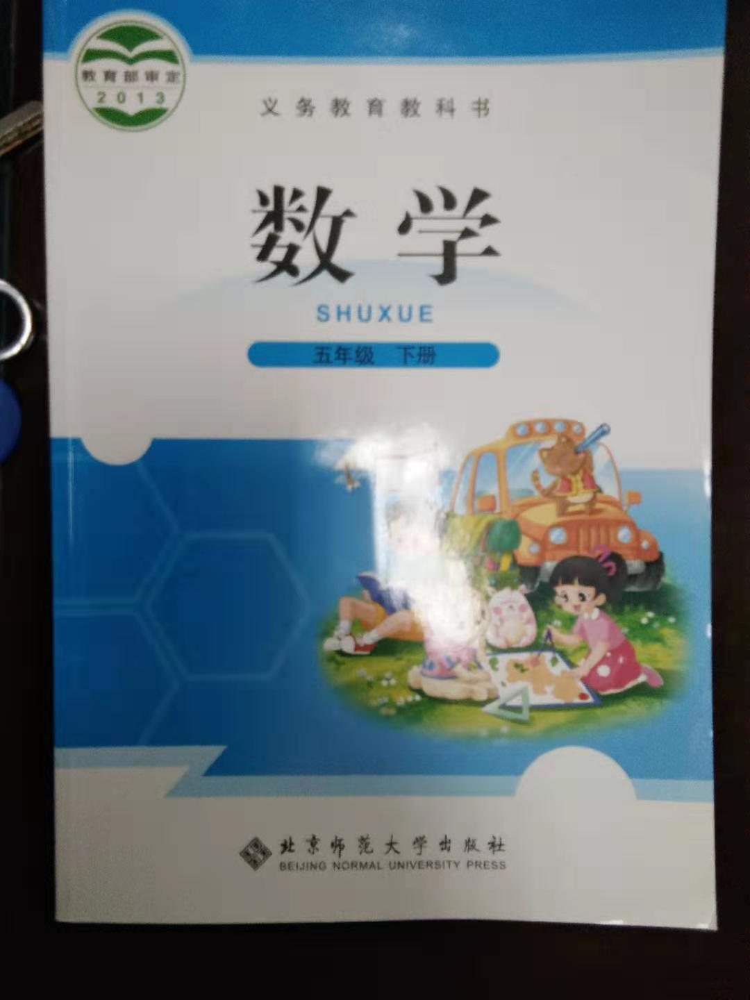 教育部审定
2013
义务教育教科书
数学
SHUXUE
五年级 下册
北京师范大学出版社
BEIJING NORMAL UNIVERSITY PRESS